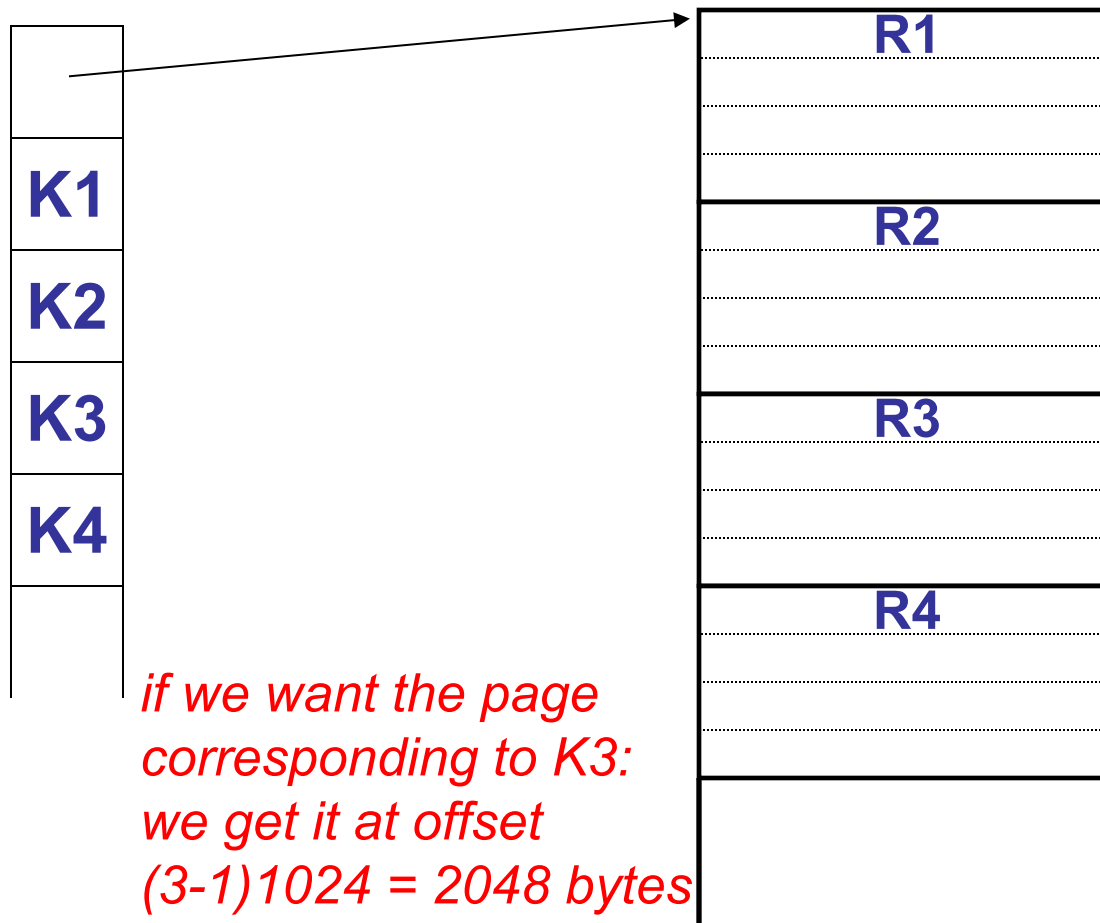 K1
K2
K3
K4
R1
R2
R3
R4
if we want the page
corresponding to K3:
we get it at offset
(3-1)1024 = 2048 bytes